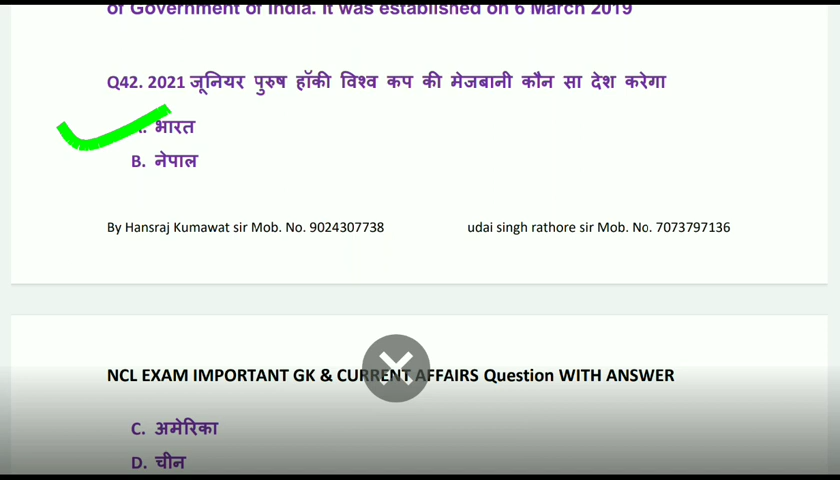 of Government of India. It was established on 6 March 2019
Q42. 2021 जूनियर पुरुष हॉकी विश्व कप की मेजबानी कौन सा देश करेगा
A. भारत
B. नेपाल
By Hansraj Kumawat sir Mob. No. 9024307738 udai singh rathore sir Mob. No. 7073797136
NCL EXAM IMPORTANT GK & CURRENT AFFAIRS Question WITH ANSWER
C. अमेरिका
D. चीन